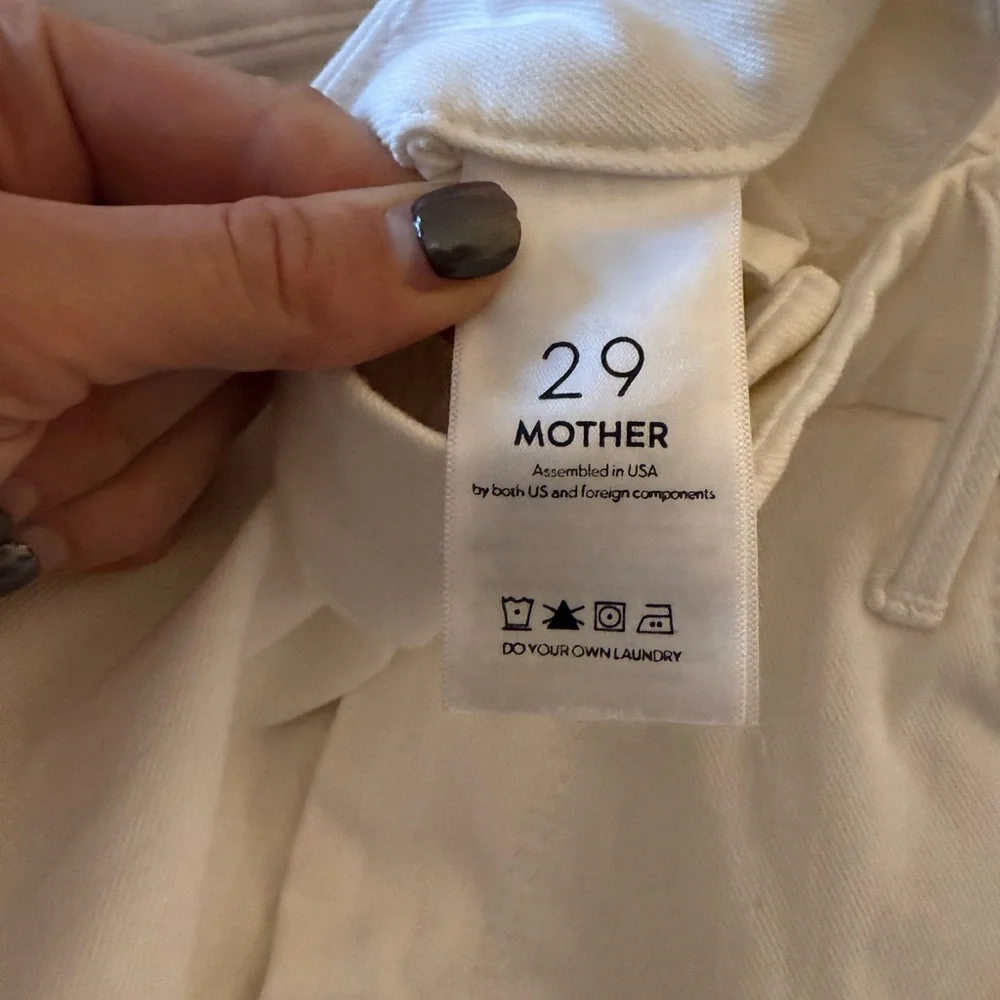 29
MOTHER
Assembled in USA
by both US and foreign components
DO YOUR OWN LAUNDRY